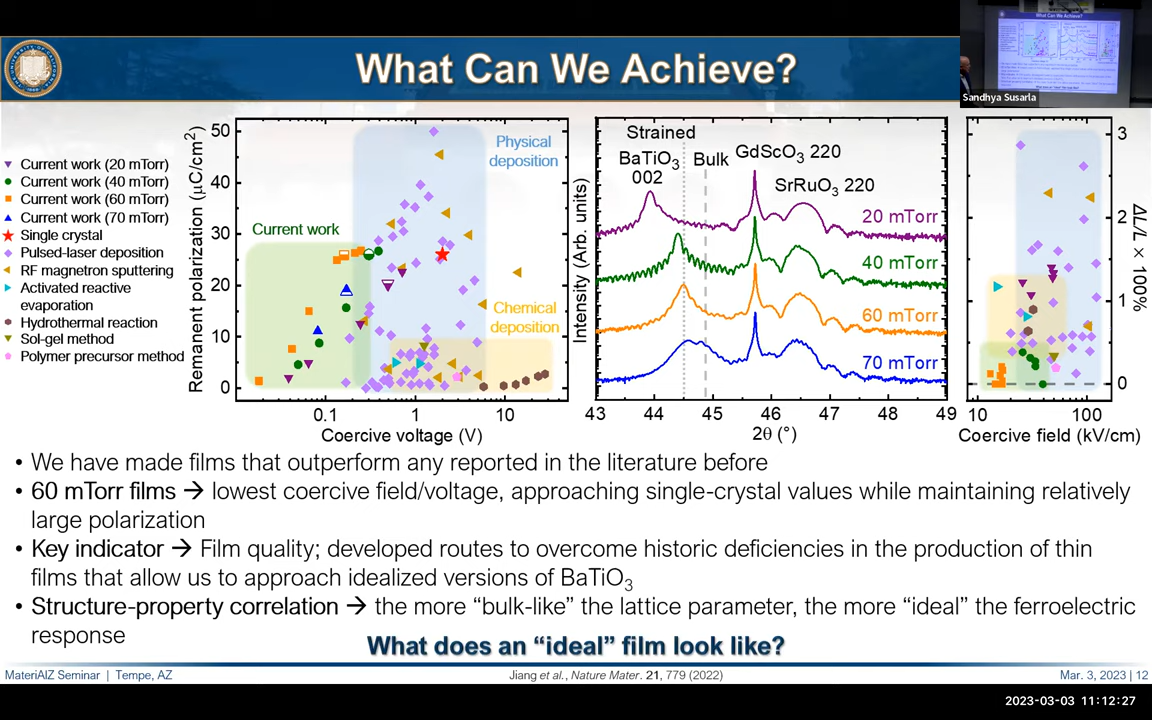 What Can We Achieve?
What Can We Achieve?
Sandhya Susarla
Current work (20 mTorr)
Current work (40 mTorr)
Current work (60 mTorr)
Current work (70 mTorr)
Single crystal
Pulsed-laser deposition
RF magnetron sputtering
Activated reactive
evaporation
Hydrothermal reaction
Sol-gel method
Polymer precursor method
Remanent polarization (μC/cm²)
50
40
30
20
10
0
Current work
Physical
deposition
Chemical
deposition
0.1 1 10
Coercive voltage (V)
Intensity (Arb. units)
Strained
BaTiO₃
002
Bulk
GdScO₃ 220
SrRuO₃ 220
20 mTorr
40 mTorr
60 mTorr
70 mTorr
43 44 45 46 47 48 49
2θ (°)
3
2
1
0
ΔL/L × 100%
10 100
Coercive field (kV/cm)
• We have made films that outperform any reported in the literature before
• 60 mTorr films → lowest coercive field/voltage, approaching single-crystal values while maintaining relatively
large polarization
• Key indicator → Film quality; developed routes to overcome historic deficiencies in the production of thin
films that allow us to approach idealized versions of BaTiO₃
• Structure-property correlation → the more “bulk-like” the lattice parameter, the more “ideal” the ferroelectric
response
What does an “ideal” film look like?
MateriAlZ Seminar | Tempe, AZ
Jiang et al., Nature Mater. 21, 779 (2022)
Mar. 3, 2023 | 12
2023-03-03 11:12:27